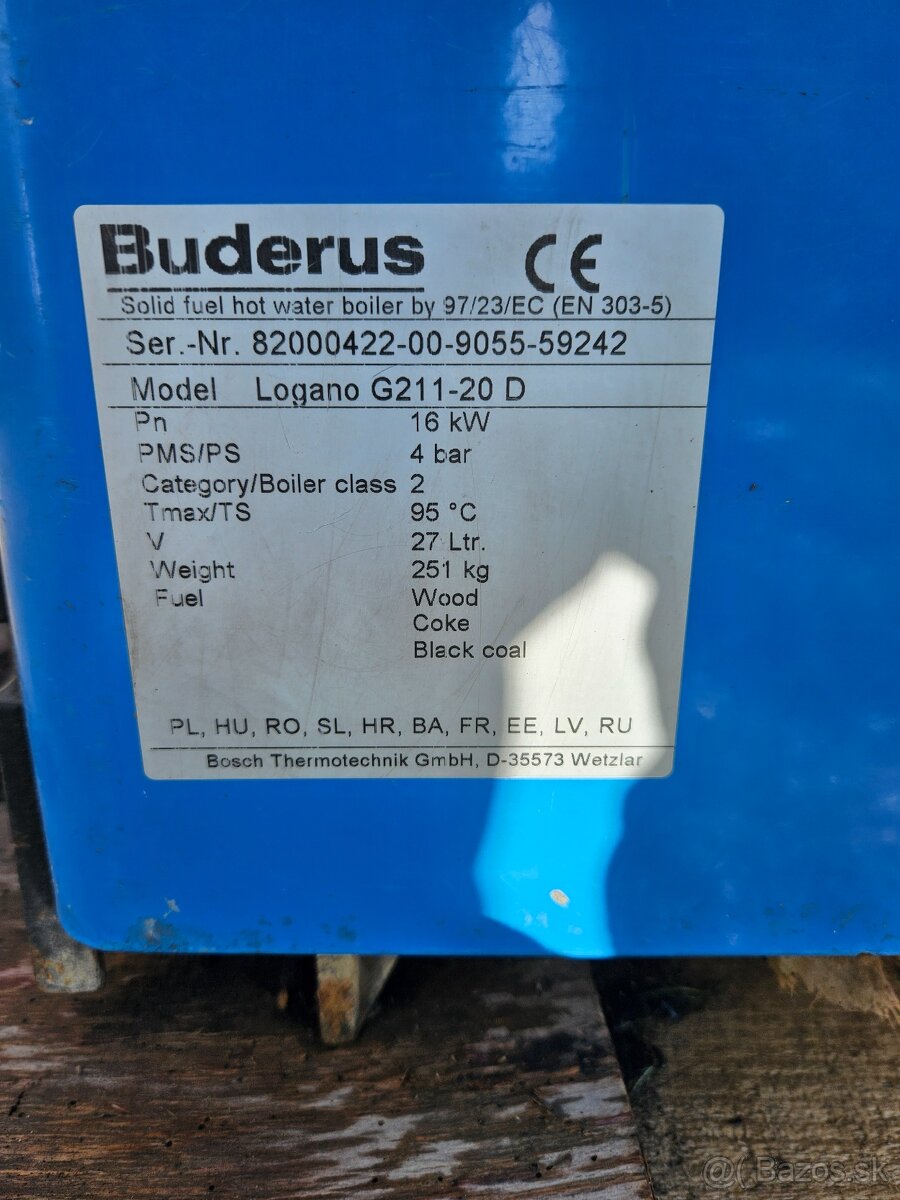 Buderus CE
Solid fuel hot water boiler by 97/23/EC (EN 303-5)
Ser.-Nr. 82000422-00-9055-59242
Model Logano G211-20 D
Pn 16 kW
PMS/PS 4 bar
Category/Boiler class 2
Tmax/TS 95 °C
V 27 Ltr.
Weight 251 kg
Fuel Wood
Coke
Black coal
PL, HU, RO, SL, HR, BA, FR, EE, LV, RU
Bosch Thermotechnik GmbH, D-35573 Wetzlar
@( Bazos.sk